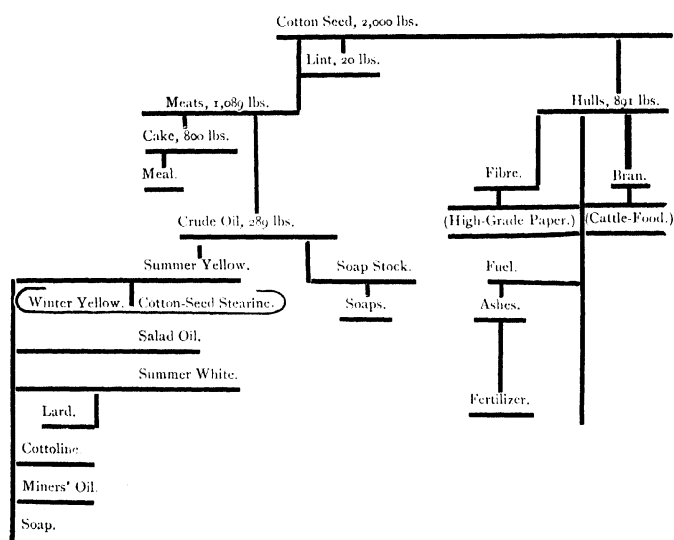 Cotton Seed, 2,000 lbs.
Lint, 20 lbs.
Meats, 1,089 lbs.
Hulls, 891 lbs.
Cake, 800 lbs.
Meal.
Fibre.
Bran.
(High-Grade Paper.)
(Cattle-Food.)
Crude Oil, 289 lbs.
Summer Yellow.
Soap Stock.
Fuel.
Winter Yellow.
Cotton-Seed Stearine.
Soaps.
Ashes.
Salad Oil.
Summer White.
Lard.
Fertilizer.
Cottoline.
Miners' Oil.
Soap.